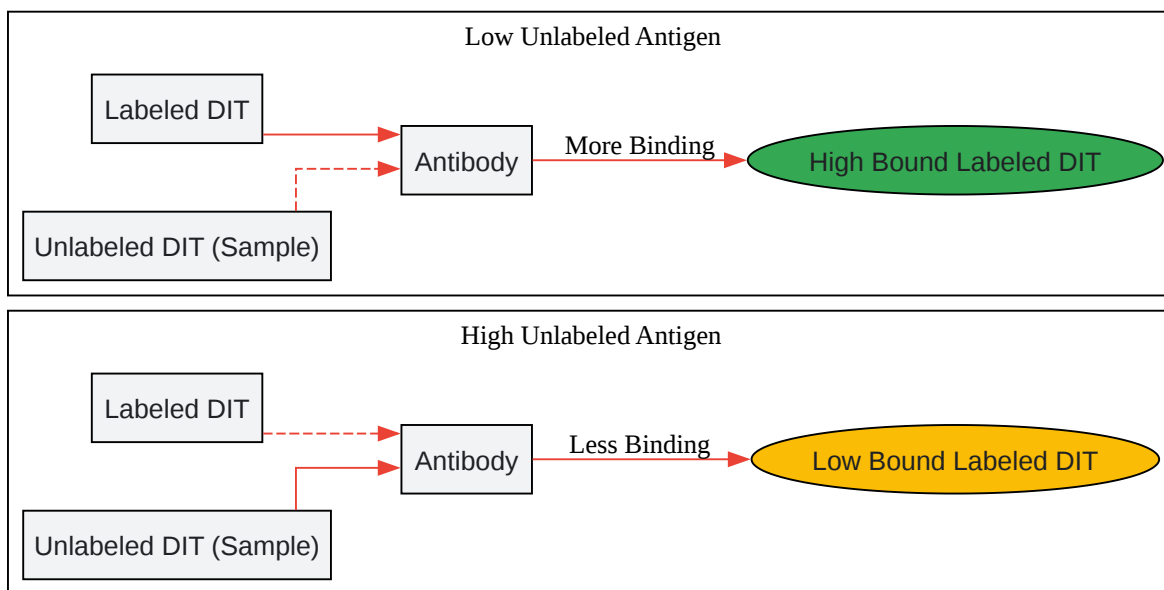 Low Unlabeled Antigen
Labeled DIT
Unlabeled DIT (Sample)
Antibody
More Binding
High Bound Labeled DIT
High Unlabeled Antigen
Labeled DIT
Unlabeled DIT (Sample)
Antibody
Less Binding
Low Bound Labeled DIT